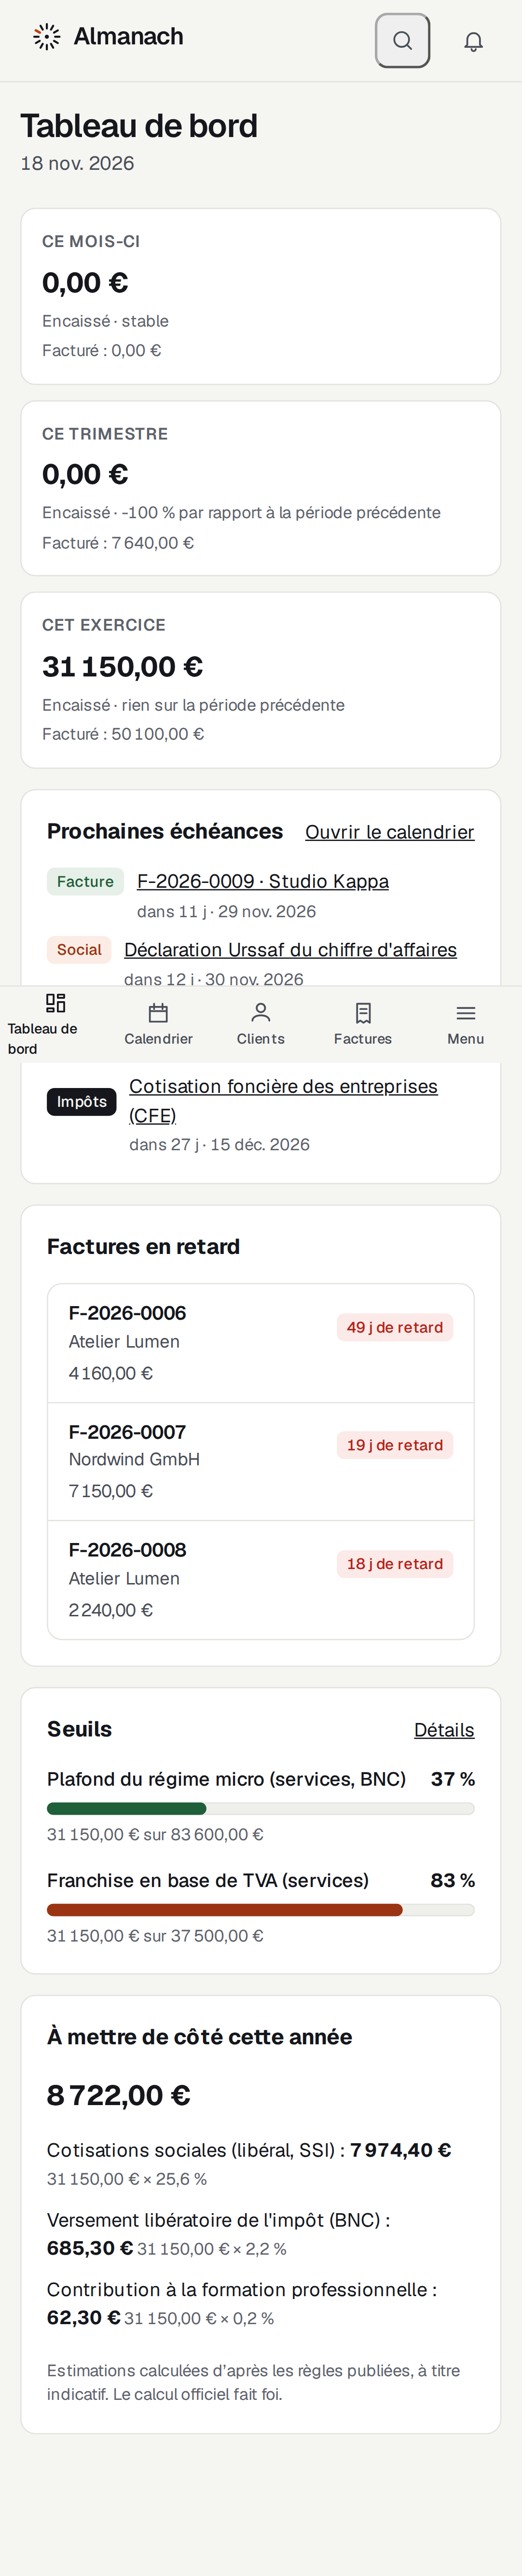 Almanach
Tableau de bord
18 nov. 2026
CE MOIS-CI
0,00 €
Encaissé · stable
Facturé : 0,00 €
CE TRIMESTRE
0,00 €
Encaissé · -100 % par rapport à la période précédente
Facturé : 7 640,00 €
CET EXERCICE
31 150,00 €
Encaissé · rien sur la période précédente
Facturé : 50 100,00 €
Prochaines échéances Ouvrir le calendrier
Facture F-2026-0009 · Studio Kappa
dans 11 j · 29 nov. 2026
Social Déclaration Urssaf du chiffre d'affaires
dans 12 j · 30 nov. 2026
Tableau de
bord
Calendrier
Clients
Factures
Menu
Impôts Cotisation foncière des entreprises
(CFE)
dans 27 j · 15 déc. 2026
Factures en retard
F-2026-0006
Atelier Lumen
4 160,00 €
49 j de retard
F-2026-0007
Nordwind GmbH
7 150,00 €
19 j de retard
F-2026-0008
Atelier Lumen
2 240,00 €
18 j de retard
Seuils Détails
Plafond du régime micro (services, BNC) 37 %
31 150,00 € sur 83 600,00 €
Franchise en base de TVA (services) 83 %
31 150,00 € sur 37 500,00 €
À mettre de côté cette année
8 722,00 €
Cotisations sociales (libéral, SSI) : 7 974,40 €
31 150,00 € × 25,6 %
Versement libératoire de l'impôt (BNC) :
685,30 € 31 150,00 € × 2,2 %
Contribution à la formation professionnelle :
62,30 € 31 150,00 € × 0,2 %
Estimations calculées d’après les règles publiées, à titre
indicatif. Le calcul officiel fait foi.